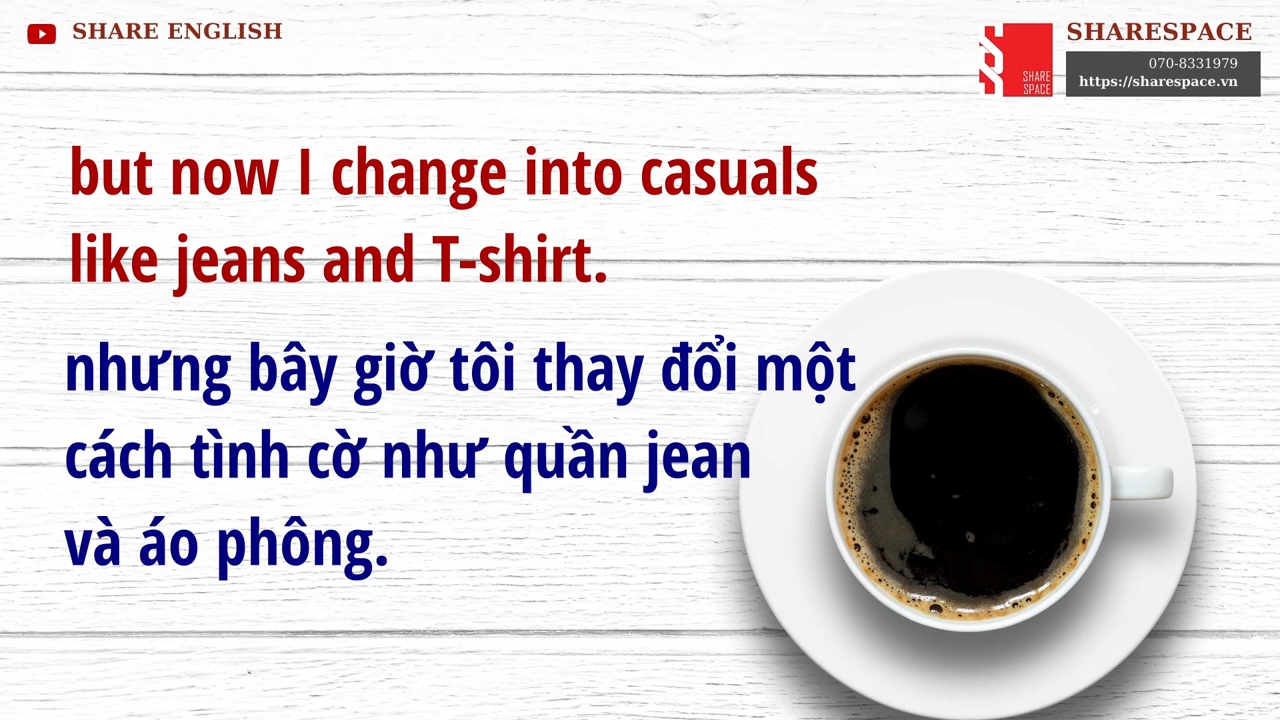 SHARE ENGLISH
SHARESPACE
070-8331979
https://sharespace.vn
SHARE
SPACE
but now I change into casuals
like jeans and T-shirt.
nhưng bây giờ tôi thay đổi một
cách tình cờ như quần jean
và áo phông.